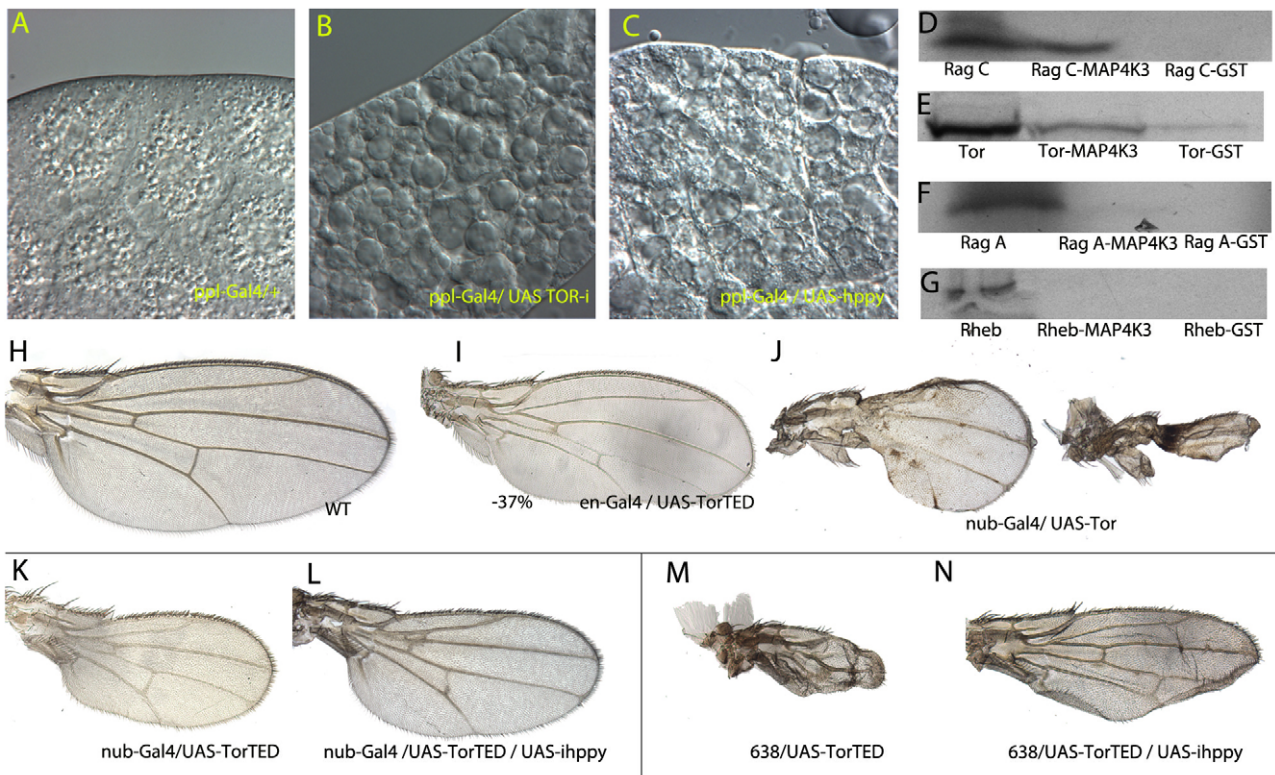 A
ppl-Gal4/+
B
ppl-Gal4/ UAS TOR-i
C
ppl-Gal4 / UAS-hppy
D
Rag C Rag C-MAP4K3 Rag C-GST
E
Tor Tor-MAP4K3 Tor-GST
F
Rag A Rag A-MAP4K3 Rag A-GST
G
Rheb Rheb-MAP4K3 Rheb-GST
H
WT
I
-37% en-Gal4 / UAS-TorTED
J
nub-Gal4/ UAS-Tor
K
nub-Gal4/UAS-TorTED
L
nub-Gal4 /UAS-TorTED / UAS-ihppy
M
638/UAS-TorTED
N
638/UAS-TorTED / UAS-ihppy